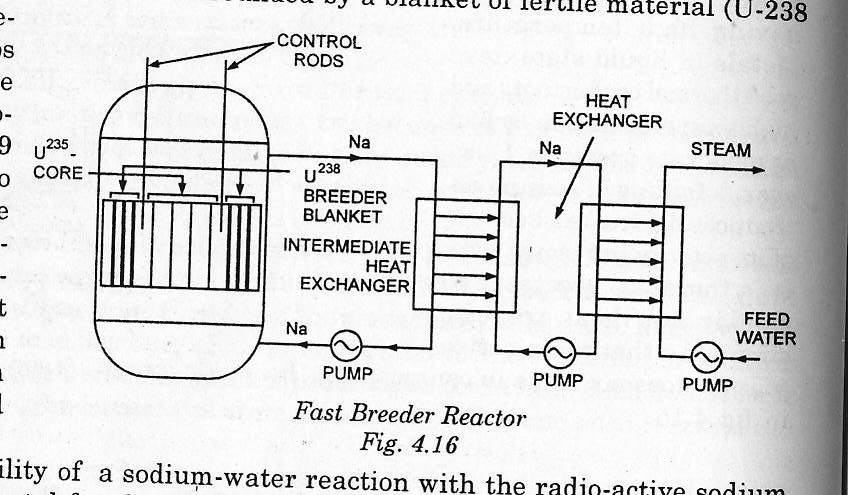 by a blanket of fertile material (U-238
CONTROL
RODS
HEAT
EXCHANGER
Na
Na
STEAM
U235-
CORE
U238
BREEDER
BLANKET
INTERMEDIATE
HEAT
EXCHANGER
FEED
WATER
Na
PUMP
PUMP
PUMP
Fast Breeder Reactor
Fig. 4.16
of a sodium-water reaction with the radio-active sodium